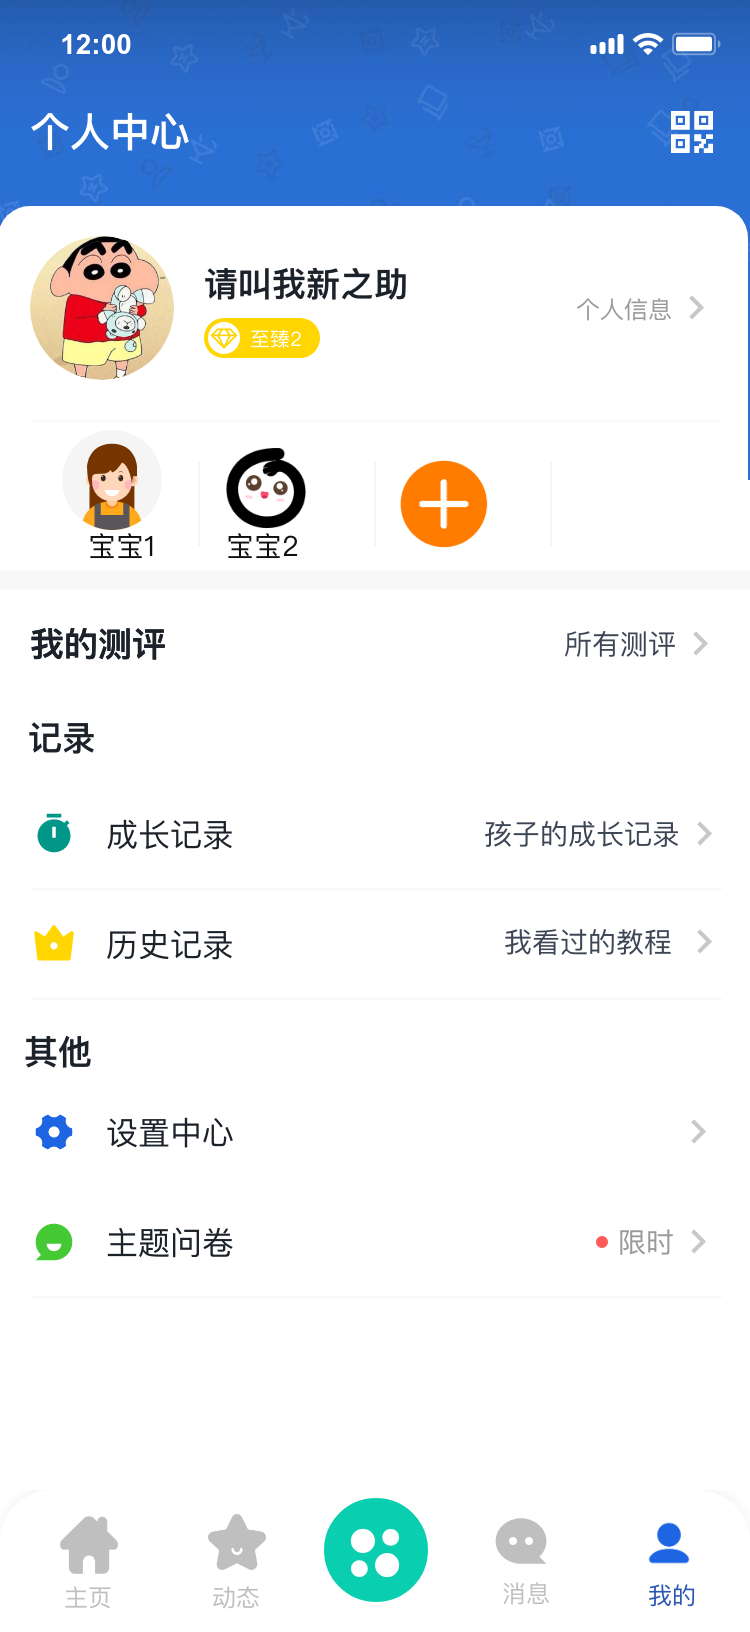 12:00
个人中心
请叫我新之助
至臻2
个人信息
宝宝1
宝宝2
我的测评
所有测评
记录
成长记录
孩子的成长记录
历史记录
我看过的教程
其他
设置中心
主题问卷
限时
主页
动态
消息
我的